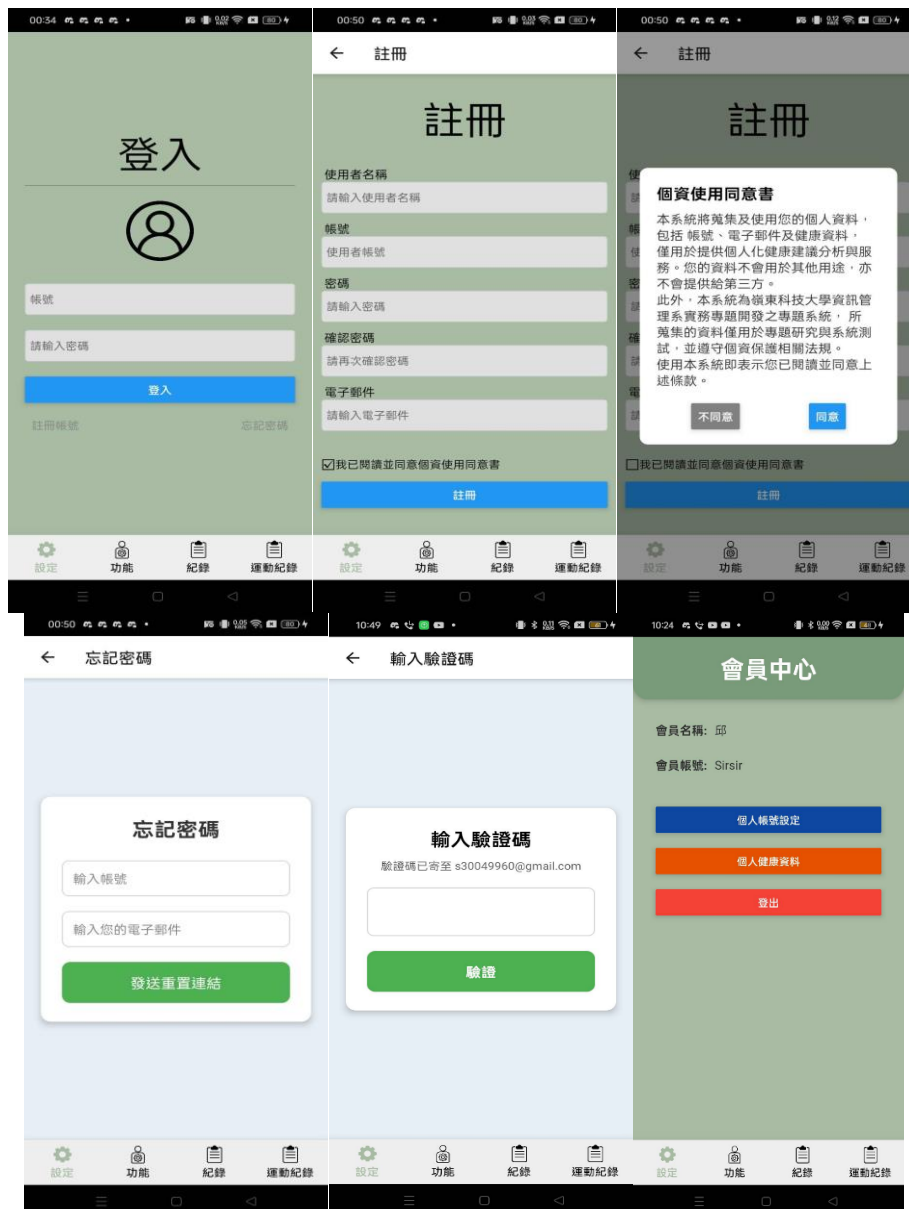 00:34
5G 0.02 KB/S 80
登入
帳號
請輸入密碼
登入
註冊帳號
忘記密碼
設定
功能
紀錄
運動紀錄
00:50
80
註冊
註冊
使用者名稱
請輸入使用者名稱
帳號
使用者帳號
密碼
請輸入密碼
確認密碼
請再次確認密碼
電子郵件
請輸入電子郵件
我已閱讀並同意個資使用同意書
註冊
設定
功能
紀錄
運動紀錄
00:50
80
註冊
註冊
個資使用同意書
本系統將蒐集及使用您的個人資料，
包括 帳號、電子郵件及健康資料，
僅用於提供個人化健康建議分析與服
務。您的資料不會用於其他用途，亦
不會提供給第三方。
此外，本系統為嶺東科技大學資訊管
理系實務專題開發之專題系統， 所
蒐集的資料僅用於專題研究與系統測
試，並遵守個資保護相關法規。
使用本系統即表示您已閱讀並同意上
述條款。
不同意
同意
我已閱讀並同意個資使用同意書
註冊
設定
功能
紀錄
運動紀錄
00:50
80
忘記密碼
忘記密碼
輸入帳號
輸入您的電子郵件
發送重置連結
設定
功能
紀錄
運動紀錄
10:49
輸入驗證碼
輸入驗證碼
驗證碼已寄至 s30049960@gmail.com
驗證
設定
功能
紀錄
運動紀錄
10:24
會員中心
會員名稱: 邱
會員帳號: Sirsir
個人帳號設定
個人健康資料
登出
設定
功能
紀錄
運動紀錄